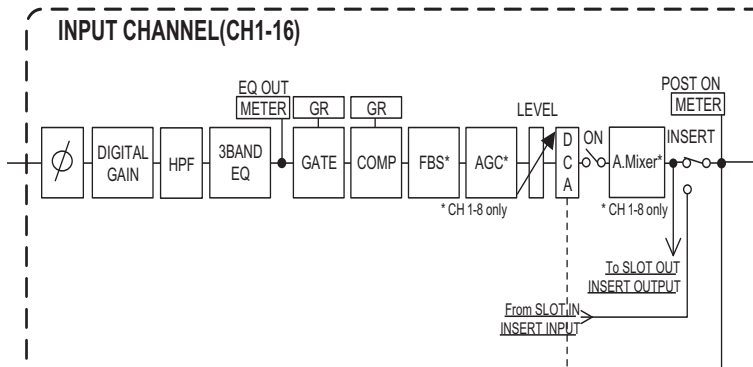 INPUT CHANNEL(CH1-16)
EQ OUT
METER
GR
GR
LEVEL
POST ON
METER
ϕ
DIGITAL
GAIN
HPF
3BAND
EQ
GATE
COMP
FBS*
AGC*
D
C
A
ON
A.Mixer*
INSERT
* CH 1-8 only
* CH 1-8 only
To SLOT OUT
INSERT OUTPUT
From SLOT IN
INSERT INPUT